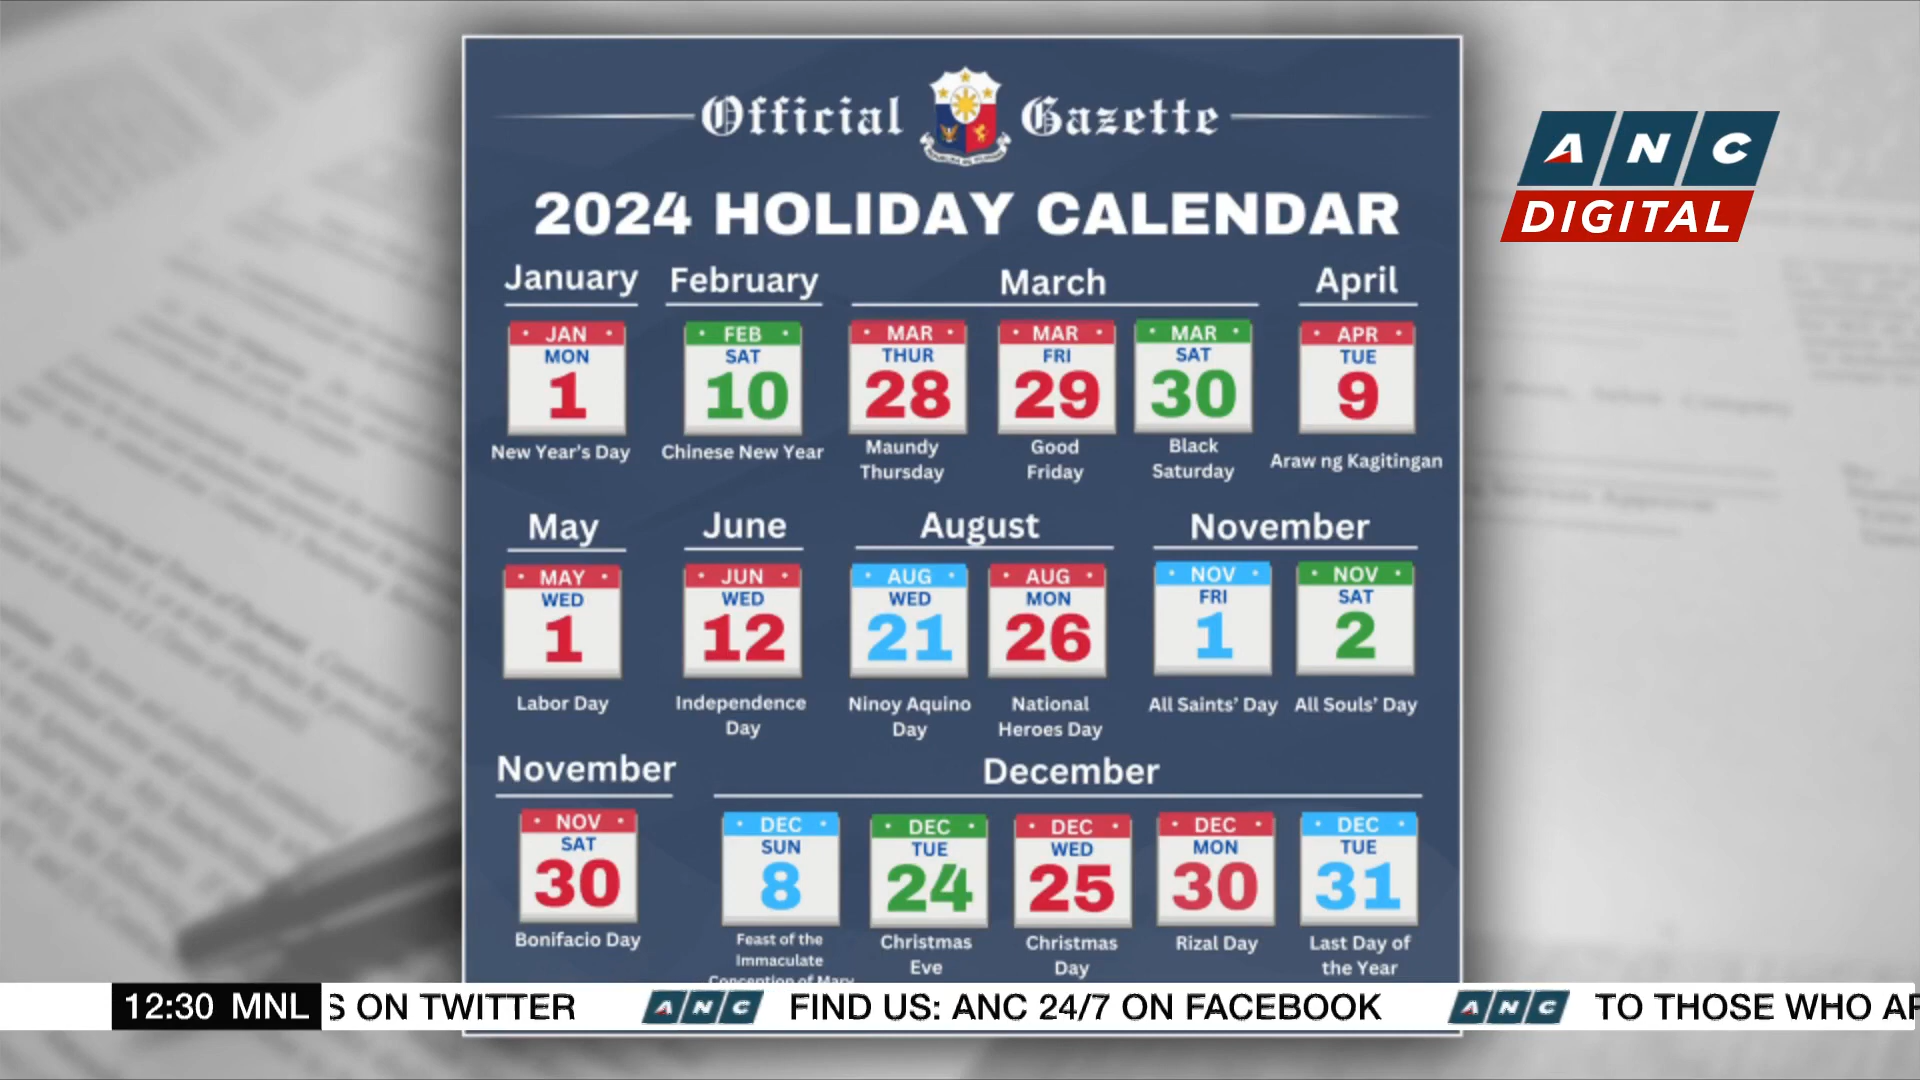 Official Gazette
2024 HOLIDAY CALENDAR
January February March April
JAN MON 1 New Year's Day
FEB SAT 10 Chinese New Year
MAR THUR 28 Maundy Thursday
MAR FRI 29 Good Friday
MAR SAT 30 Black Saturday
APR TUE 9 Araw ng Kagitingan
May June August November
MAY WED 1 Labor Day
JUN WED 12 Independence Day
AUG WED 21 Ninoy Aquino Day
AUG MON 26 National Heroes Day
NOV FRI 1 All Saints' Day
NOV SAT 2 All Souls' Day
November December
NOV SAT 30 Bonifacio Day
DEC SUN 8 Feast of the Immaculate Conception of Mary
DEC TUE 24 Christmas Eve
DEC WED 25 Christmas Day
DEC MON 30 Rizal Day
DEC TUE 31 Last Day of the Year
ANC
DIGITAL
12:30 MNL S ON TWITTER ANC FIND US: ANC 24/7 ON FACEBOOK ANC TO THOSE WHO